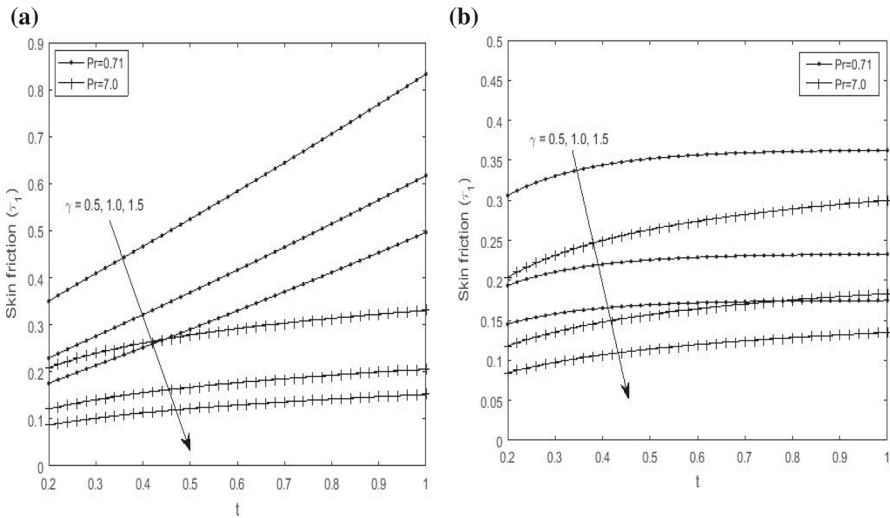 (a)
0.9
0.8
0.7
0.6
0.5
0.4
0.3
0.2
0.1
0
Skin friction (τ₁)
Pr=0.71
Pr=7.0
γ = 0.5, 1.0, 1.5
0.2 0.3 0.4 0.5 0.6 0.7 0.8 0.9 1
t
(b)
0.5
0.45
0.4
0.35
0.3
0.25
0.2
0.15
0.1
0.05
0
Skin friction (τ₁)
Pr=0.71
Pr=7.0
γ = 0.5, 1.0, 1.5
0.2 0.3 0.4 0.5 0.6 0.7 0.8 0.9 1
t